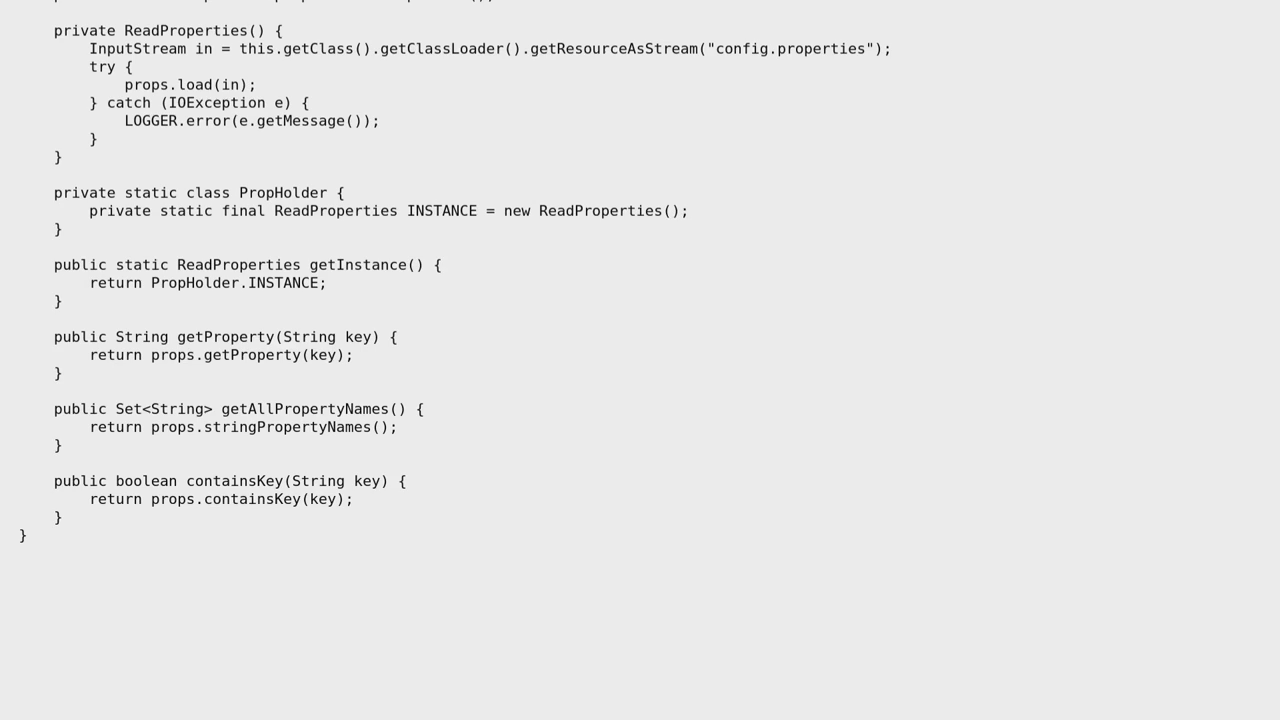 private ReadProperties() {
InputStream in = this.getClass().getClassLoader().getResourceAsStream("config.properties");
try {
props.load(in);
} catch (IOException e) {
LOGGER.error(e.getMessage());
}
}
private static class PropHolder {
private static final ReadProperties INSTANCE = new ReadProperties();
}
public static ReadProperties getInstance() {
return PropHolder.INSTANCE;
}
public String getProperty(String key) {
return props.getProperty(key);
}
public Set<String> getAllPropertyNames() {
return props.stringPropertyNames();
}
public boolean containsKey(String key) {
return props.containsKey(key);
}
}